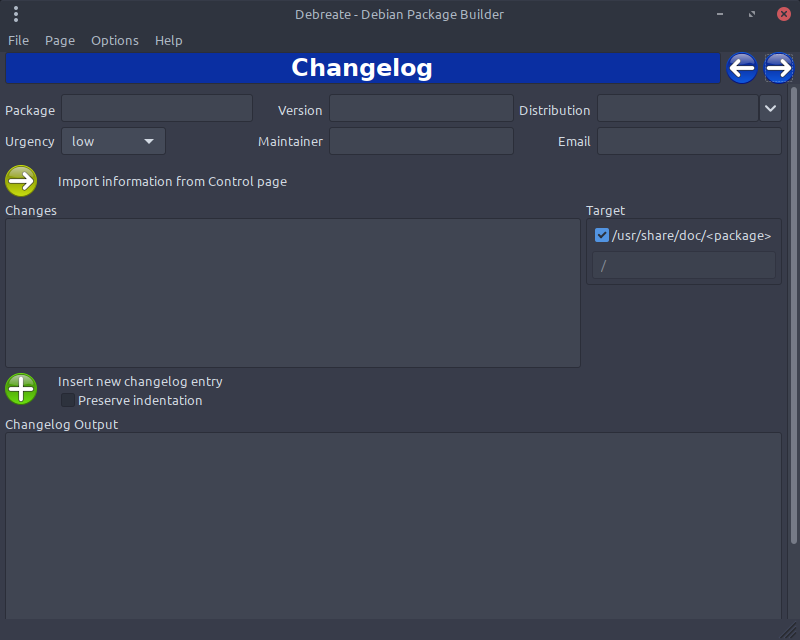 Debreate - Debian Package Builder
File Page Options Help
Changelog
Package Version Distribution
Urgency low Maintainer Email
Import information from Control page
Changes Target
/usr/share/doc/<package>
/
Insert new changelog entry
Preserve indentation
Changelog Output